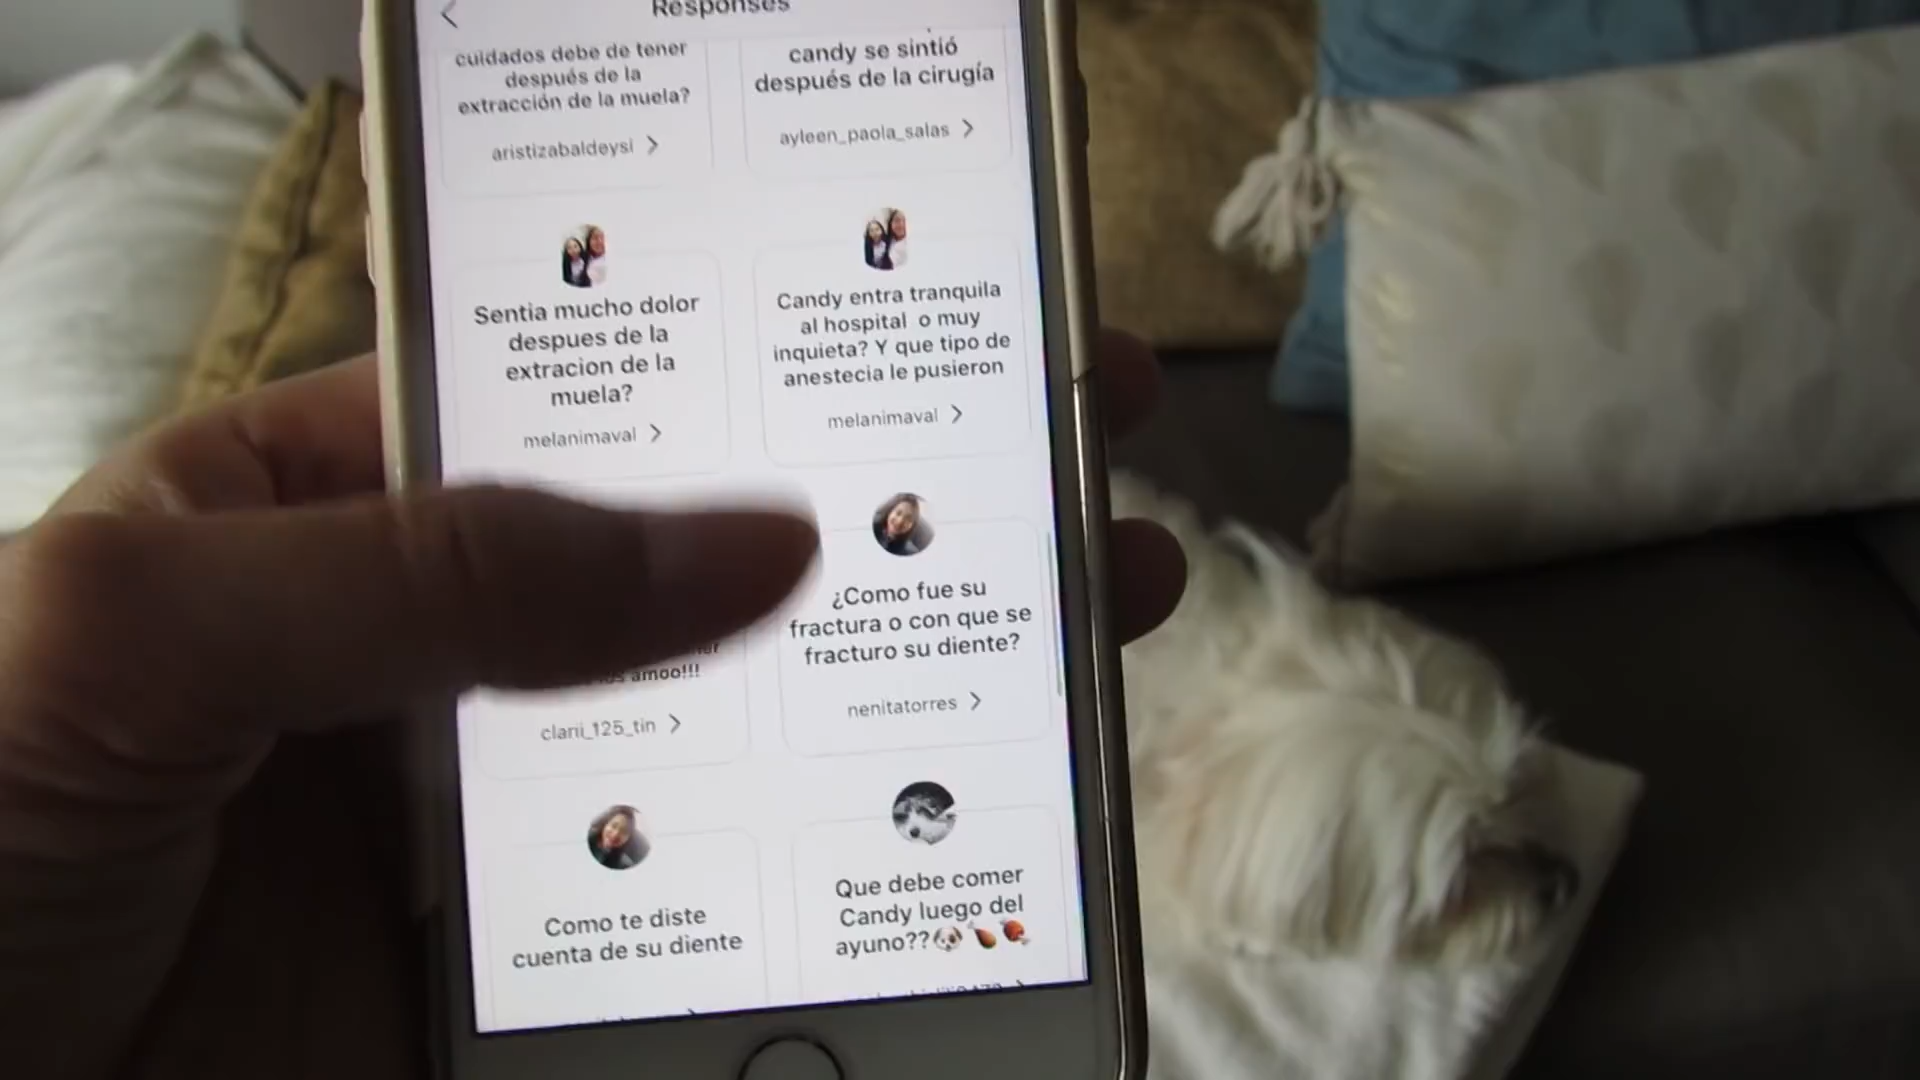 Responses
cuidados debe de tener
después de la
extracción de la muela?
aristizabaldeysi
candy se sintió
después de la cirugía
ayleen_paola_salas
Sentia mucho dolor
despues de la
extracion de la
muela?
melanimaval
Candy entra tranquila
al hospital o muy
inquieta? Y que tipo de
anestecia le pusieron
melanimaval
amoo!!!
clarii_125_tin
¿Como fue su
fractura o con que se
fracturo su diente?
nenitatorres
Como te diste
cuenta de su diente
Que debe comer
Candy luego del
ayuno??🐶🍗🍖